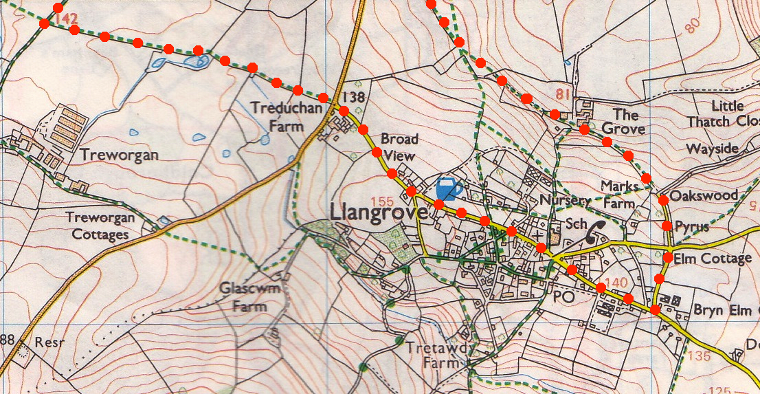 142
80
138
Treduchan
Farm
81
The
Grove
Little
Thatch Clos
Broad
View
Wayside
Treworgan
155
Llangrove
Nursery
Marks
Farm
Oakswood
Treworgan
Cottages
Sch
Pyrus
Elm Cottage
Glascwm
Farm
140
PO
Bryn Elm
88
Resr
Tretawdy
Farm
135
125